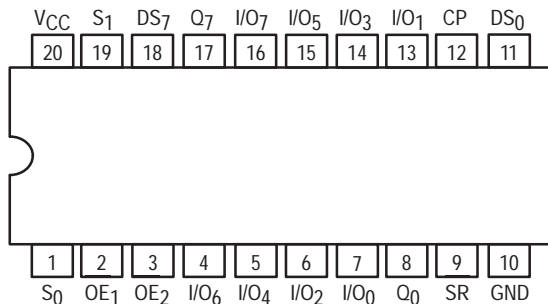 VCC S1 DS7 Q7 I/O7 I/O5 I/O3 I/O1 CP DS0
20 19 18 17 16 15 14 13 12 11
1 2 3 4 5 6 7 8 9 10
S0 OE1 OE2 I/O6 I/O4 I/O2 I/O0 Q0 SR GND